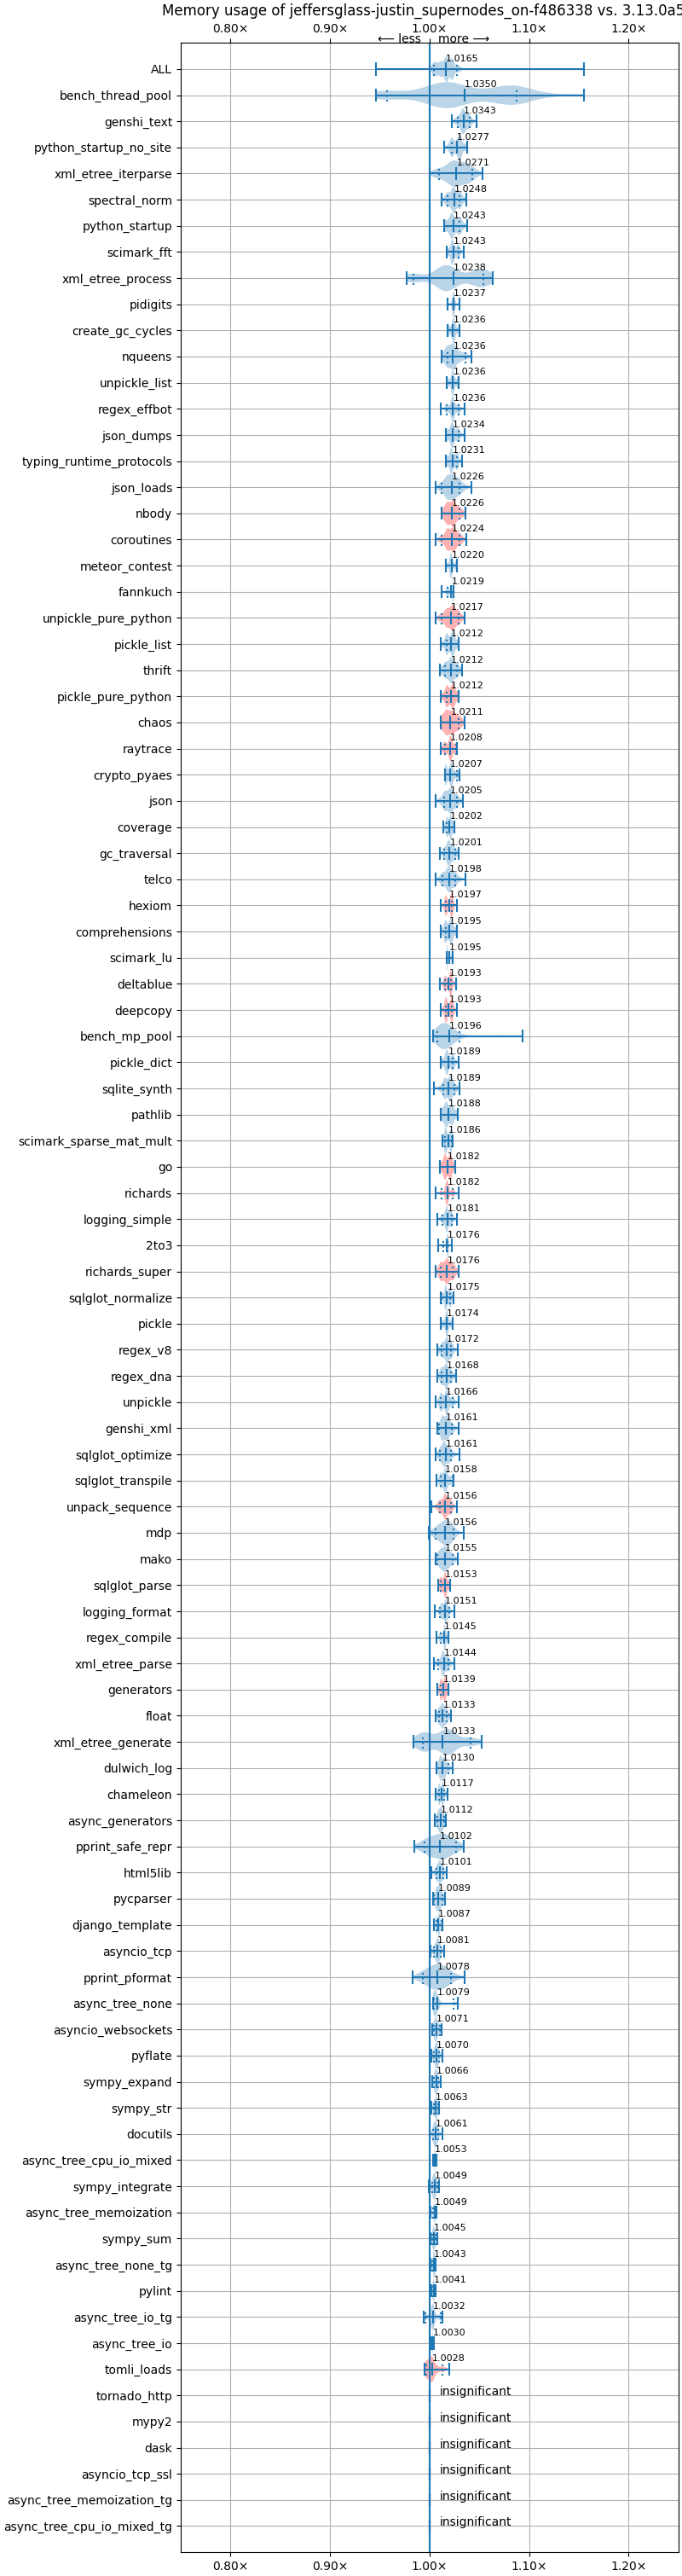 Memory usage of jeffersglass-justin_supernodes_on-f486338 vs. 3.13.0a5
0.80× 0.90× 1.00× 1.10× 1.20×
⟵ less more ⟶
ALL 1.0165
bench_thread_pool 1.0350
genshi_text 1.0343
python_startup_no_site 1.0277
xml_etree_iterparse 1.0271
spectral_norm 1.0248
python_startup 1.0243
scimark_fft 1.0243
xml_etree_process 1.0238
pidigits 1.0237
create_gc_cycles 1.0236
nqueens 1.0236
unpickle_list 1.0236
regex_effbot 1.0236
json_dumps 1.0234
typing_runtime_protocols 1.0231
json_loads 1.0226
nbody 1.0226
coroutines 1.0224
meteor_contest 1.0220
fannkuch 1.0219
unpickle_pure_python 1.0217
pickle_list 1.0212
thrift 1.0212
pickle_pure_python 1.0212
chaos 1.0211
raytrace 1.0208
crypto_pyaes 1.0207
json 1.0205
coverage 1.0202
gc_traversal 1.0201
telco 1.0198
hexiom 1.0197
comprehensions 1.0195
scimark_lu 1.0195
deltablue 1.0193
deepcopy 1.0193
bench_mp_pool 1.0196
pickle_dict 1.0189
sqlite_synth 1.0189
pathlib 1.0188
scimark_sparse_mat_mult 1.0186
go 1.0182
richards 1.0182
logging_simple 1.0181
2to3 1.0176
richards_super 1.0176
sqlglot_normalize 1.0175
pickle 1.0174
regex_v8 1.0172
regex_dna 1.0168
unpickle 1.0166
genshi_xml 1.0161
sqlglot_optimize 1.0161
sqlglot_transpile 1.0158
unpack_sequence 1.0156
mdp 1.0156
mako 1.0155
sqlglot_parse 1.0153
logging_format 1.0151
regex_compile 1.0145
xml_etree_parse 1.0144
generators 1.0139
float 1.0133
xml_etree_generate 1.0133
dulwich_log 1.0130
chameleon 1.0117
async_generators 1.0112
pprint_safe_repr 1.0102
html5lib 1.0101
pycparser 1.0089
django_template 1.0087
asyncio_tcp 1.0081
pprint_pformat 1.0078
async_tree_none 1.0079
asyncio_websockets 1.0071
pyflate 1.0070
sympy_expand 1.0066
sympy_str 1.0063
docutils 1.0061
async_tree_cpu_io_mixed 1.0053
sympy_integrate 1.0049
async_tree_memoization 1.0049
sympy_sum 1.0045
async_tree_none_tg 1.0043
pylint 1.0041
async_tree_io_tg 1.0032
async_tree_io 1.0030
tomli_loads 1.0028
tornado_http insignificant
mypy2 insignificant
dask insignificant
asyncio_tcp_ssl insignificant
async_tree_memoization_tg insignificant
async_tree_cpu_io_mixed_tg insignificant
0.80× 0.90× 1.00× 1.10× 1.20×